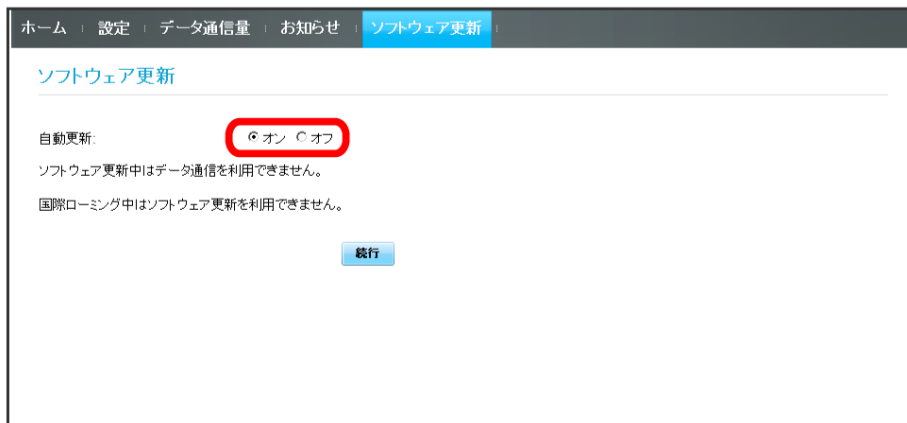 ホーム 設定 データ通信量 お知らせ ソフトウェア更新
ソフトウェア更新
自動更新: オン オフ
ソフトウェア更新中はデータ通信を利用できません。
国際ローミング中はソフトウェア更新を利用できません。
続行